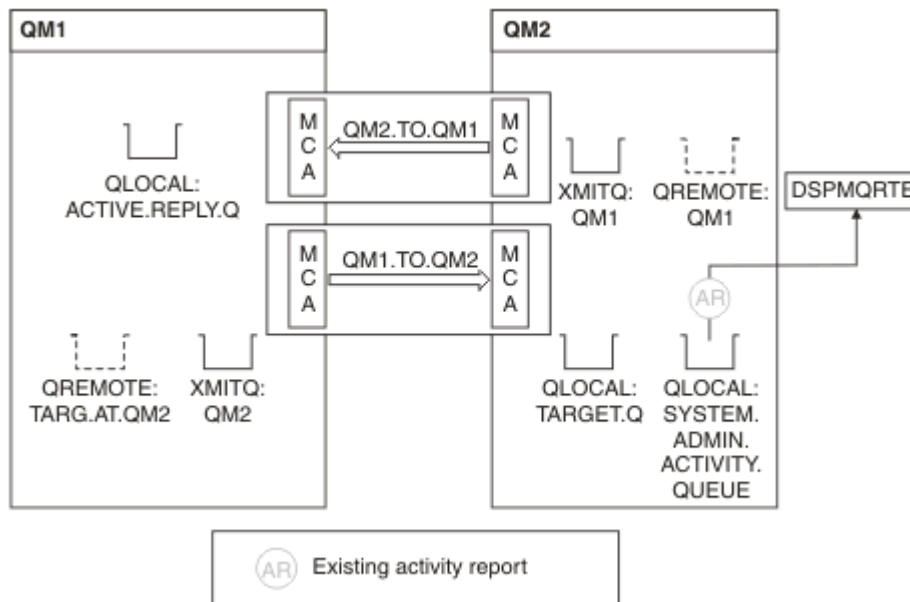 QM1
QM2
M
C
A
QM2.TO.QM1
M
C
A
QLOCAL:
ACTIVE.REPLY.Q
XMITQ:
QM1
QREMOTE:
QM1
DSPMQRTE
M
C
A
QM1.TO.QM2
M
C
A
AR
QREMOTE:
TARG.AT.QM2
XMITQ:
QM2
QLOCAL:
TARGET.Q
QLOCAL:
SYSTEM.
ADMIN.
ACTIVITY.
QUEUE
AR Existing activity report